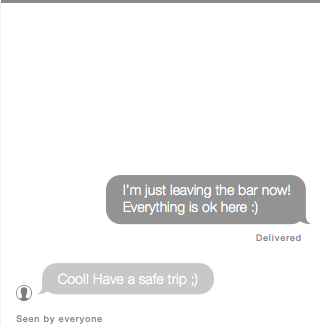 I'm just leaving the bar now!
Everything is ok here :)
Delivered
Cool! Have a safe trip ;)
Seen by everyone